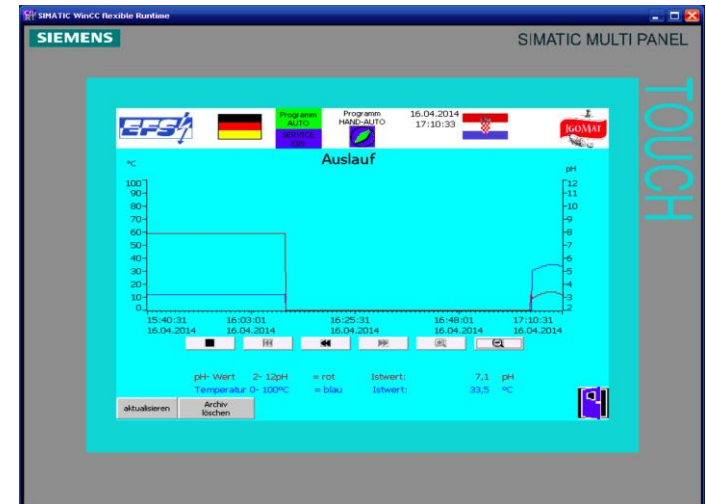 SIMATIC WinCC flexible Runtime
SIEMENS
SIMATIC MULTI PANEL
TOUCH
EFS
Programm AUTO
SERVICE EIN
Programm HAND-AUTO
16.04.2014
17:10:33
IGOMAT
Auslauf
°C
pH
100
90
80
70
60
50
40
30
20
10
0
12
11
10
9
8
7
6
5
4
3
2
15:40:31 16:03:01 16:25:31 16:48:01 17:10:31
16.04.2014 16.04.2014 16.04.2014 16.04.2014 16.04.2014
pH- Wert 2- 12pH = rot Istwert: 7,1 pH
Temperatur 0- 100°C = blau Istwert: 33,5 °C
aktualisieren
Archiv
löschen